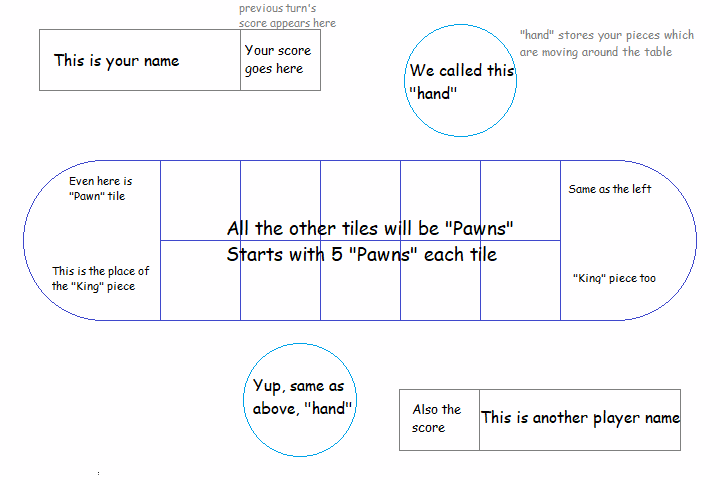 previous turn's
score appears here
This is your name
Your score
goes here
"hand" stores your pieces which
are moving around the table
We called this
"hand"
Even here is
"Pawn" tile
Same as the left
All the other tiles will be "Pawns"
Starts with 5 "Pawns" each tile
This is the place of
the "King" piece
"King" piece too
Yup, same as
above, "hand"
Also the
score
This is another player name